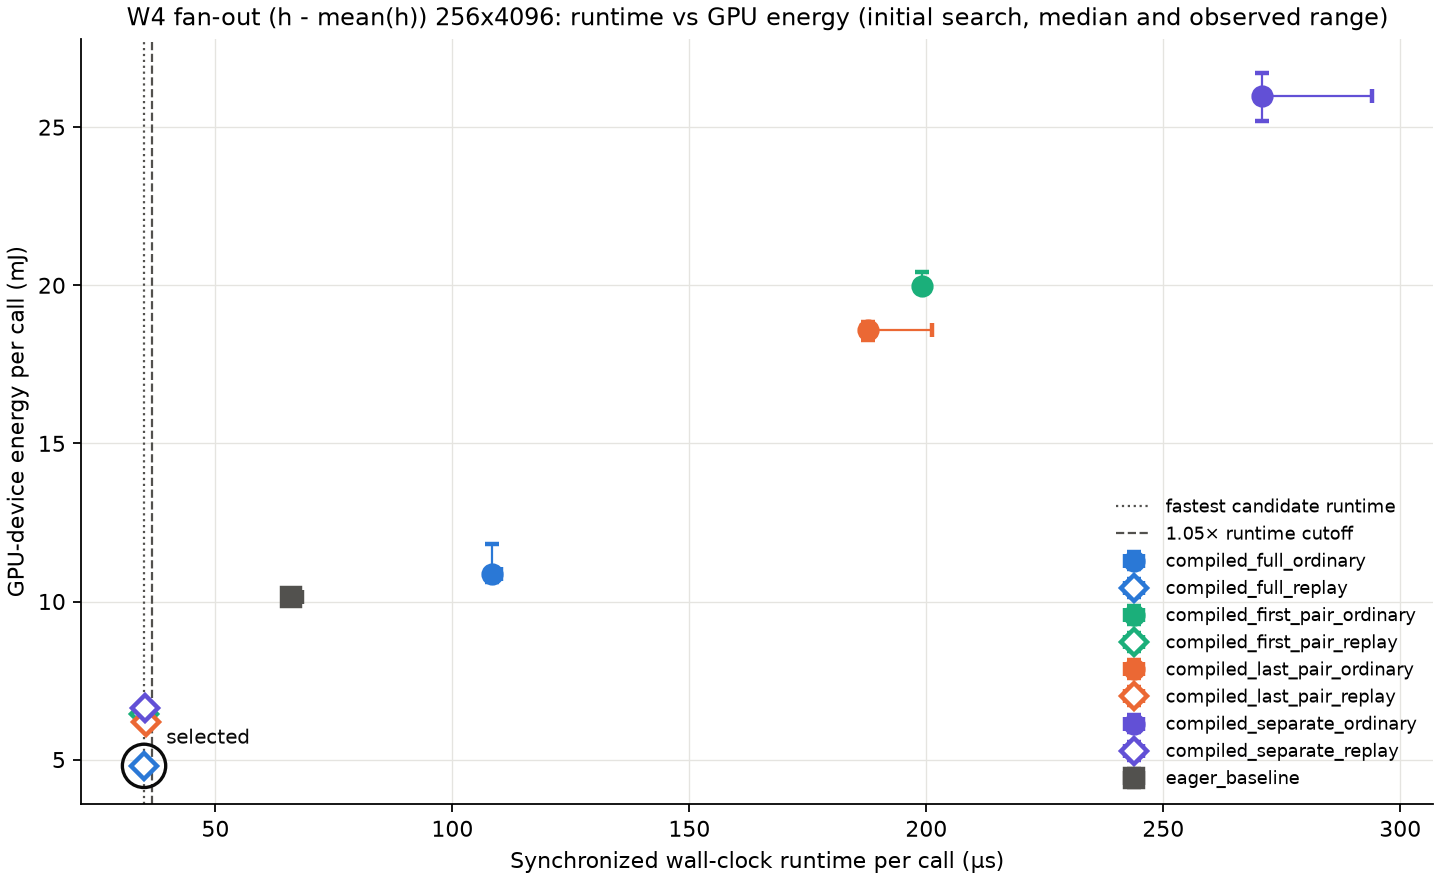 W4 fan-out (h - mean(h)) 256x4096: runtime vs GPU energy (initial search, median and observed range)
GPU-device energy per call (mJ)
25
20
15
10
5
selected
fastest candidate runtime
1.05× runtime cutoff
compiled_full_ordinary
compiled_full_replay
compiled_first_pair_ordinary
compiled_first_pair_replay
compiled_last_pair_ordinary
compiled_last_pair_replay
compiled_separate_ordinary
compiled_separate_replay
eager_baseline
50 100 150 200 250 300
Synchronized wall-clock runtime per call (µs)